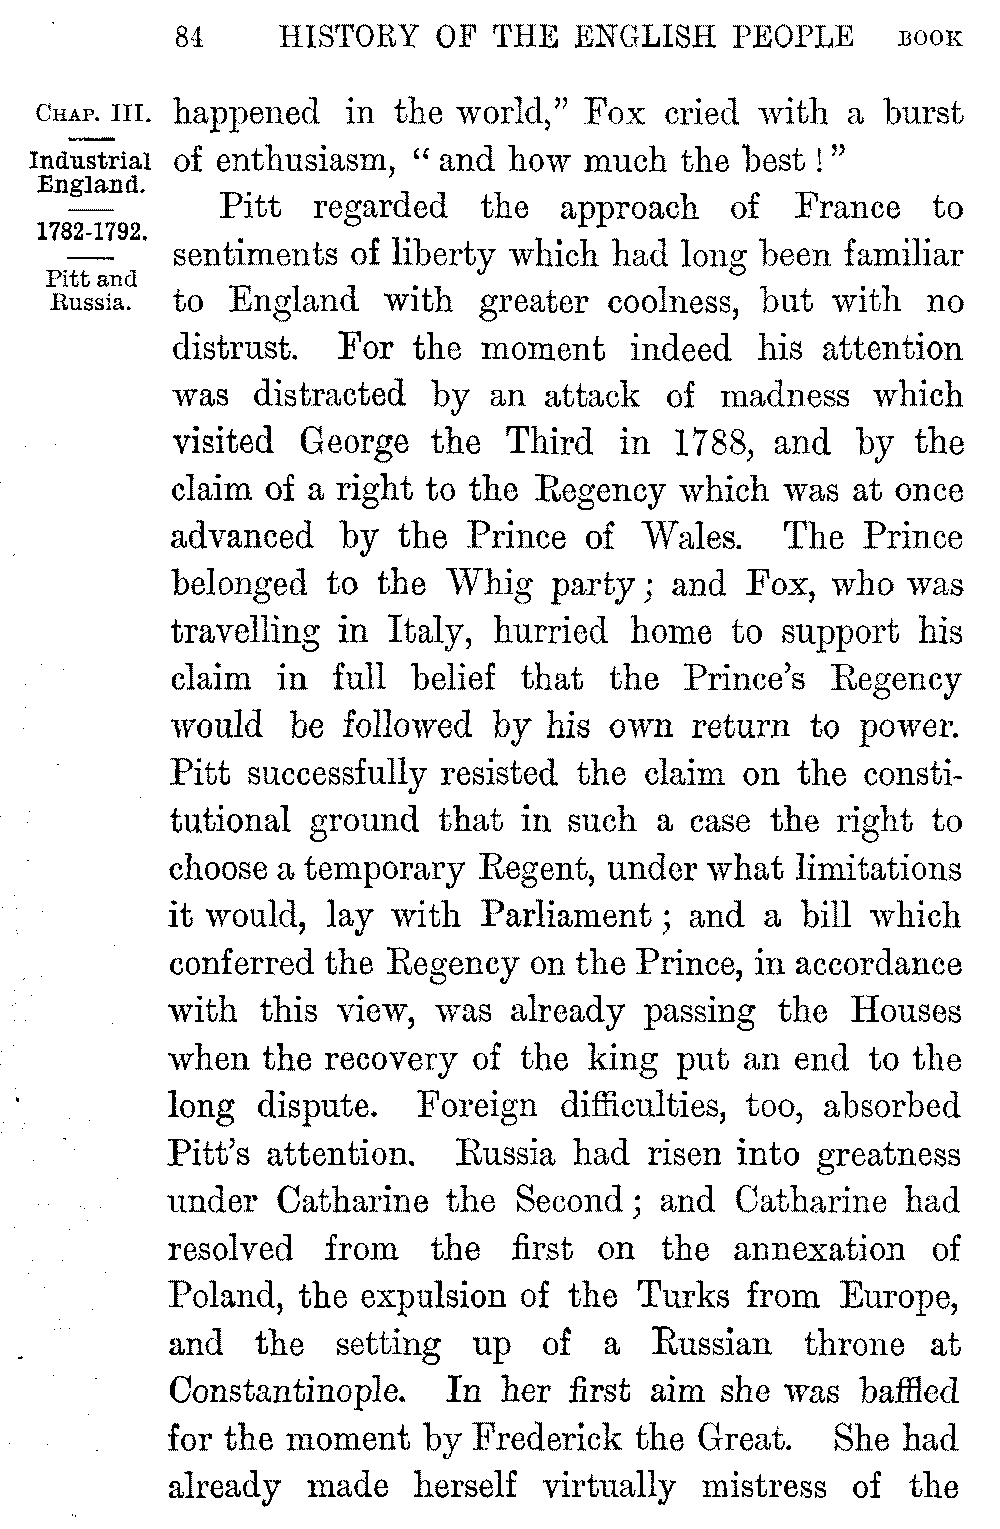 84 HISTORY OF THE ENGLISH PEOPLE BOOK
CHAP. III.
Industrial
England.
1782-1792.
Pitt and
Russia.
happened in the world,” Fox cried with a burst
of enthusiasm, “ and how much the best ! ”
Pitt regarded the approach of France to
sentiments of liberty which had long been familiar
to England with greater coolness, but with no
distrust. For the moment indeed his attention
was distracted by an attack of madness which
visited George the Third in 1788, and by the
claim of a right to the Regency which was at once
advanced by the Prince of Wales. The Prince
belonged to the Whig party ; and Fox, who was
travelling in Italy, hurried home to support his
claim in full belief that the Prince’s Regency
would be followed by his own return to power.
Pitt successfully resisted the claim on the consti-
tutional ground that in such a case the right to
choose a temporary Regent, under what limitations
it would, lay with Parliament ; and a bill which
conferred the Regency on the Prince, in accordance
with this view, was already passing the Houses
when the recovery of the king put an end to the
long dispute. Foreign difficulties, too, absorbed
Pitt’s attention. Russia had risen into greatness
under Catharine the Second ; and Catharine had
resolved from the first on the annexation of
Poland, the expulsion of the Turks from Europe,
and the setting up of a Russian throne at
Constantinople. In her first aim she was baffled
for the moment by Frederick the Great. She had
already made herself virtually mistress of the